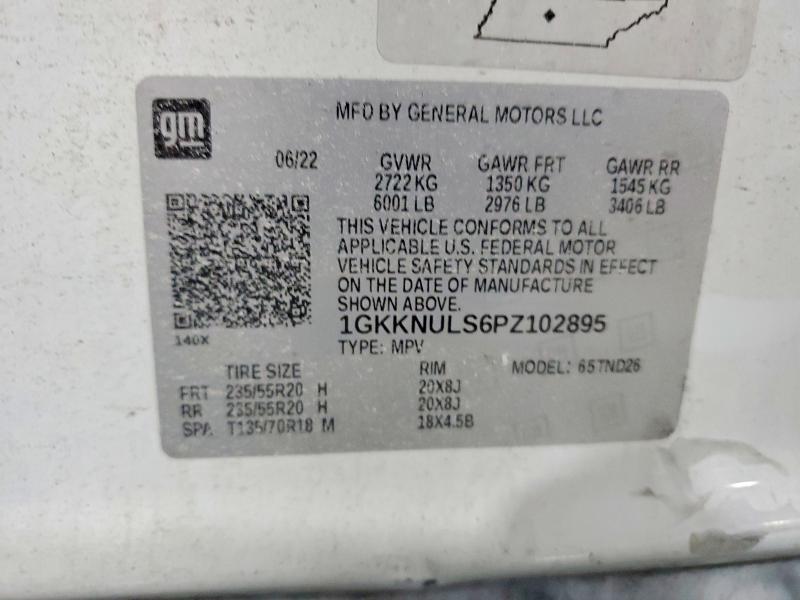 gm
MFD BY GENERAL MOTORS LLC
06/22 GVWR GAWR FRT GAWR RR
2722 KG 1350 KG 1545 KG
6001 LB 2976 LB 3406 LB
THIS VEHICLE CONFORMS TO ALL
APPLICABLE U.S. FEDERAL MOTOR
VEHICLE SAFETY STANDARDS IN EFFECT
ON THE DATE OF MANUFACTURE
SHOWN ABOVE.
140X
1GKKNULS6PZ102895
TYPE: MPV
TIRE SIZE RIM MODEL: 6STND26
FRT 235/55R20 H 20X8J
RR 235/55R20 H 20X8J
SPA T135/70R18 M 18X4.5B